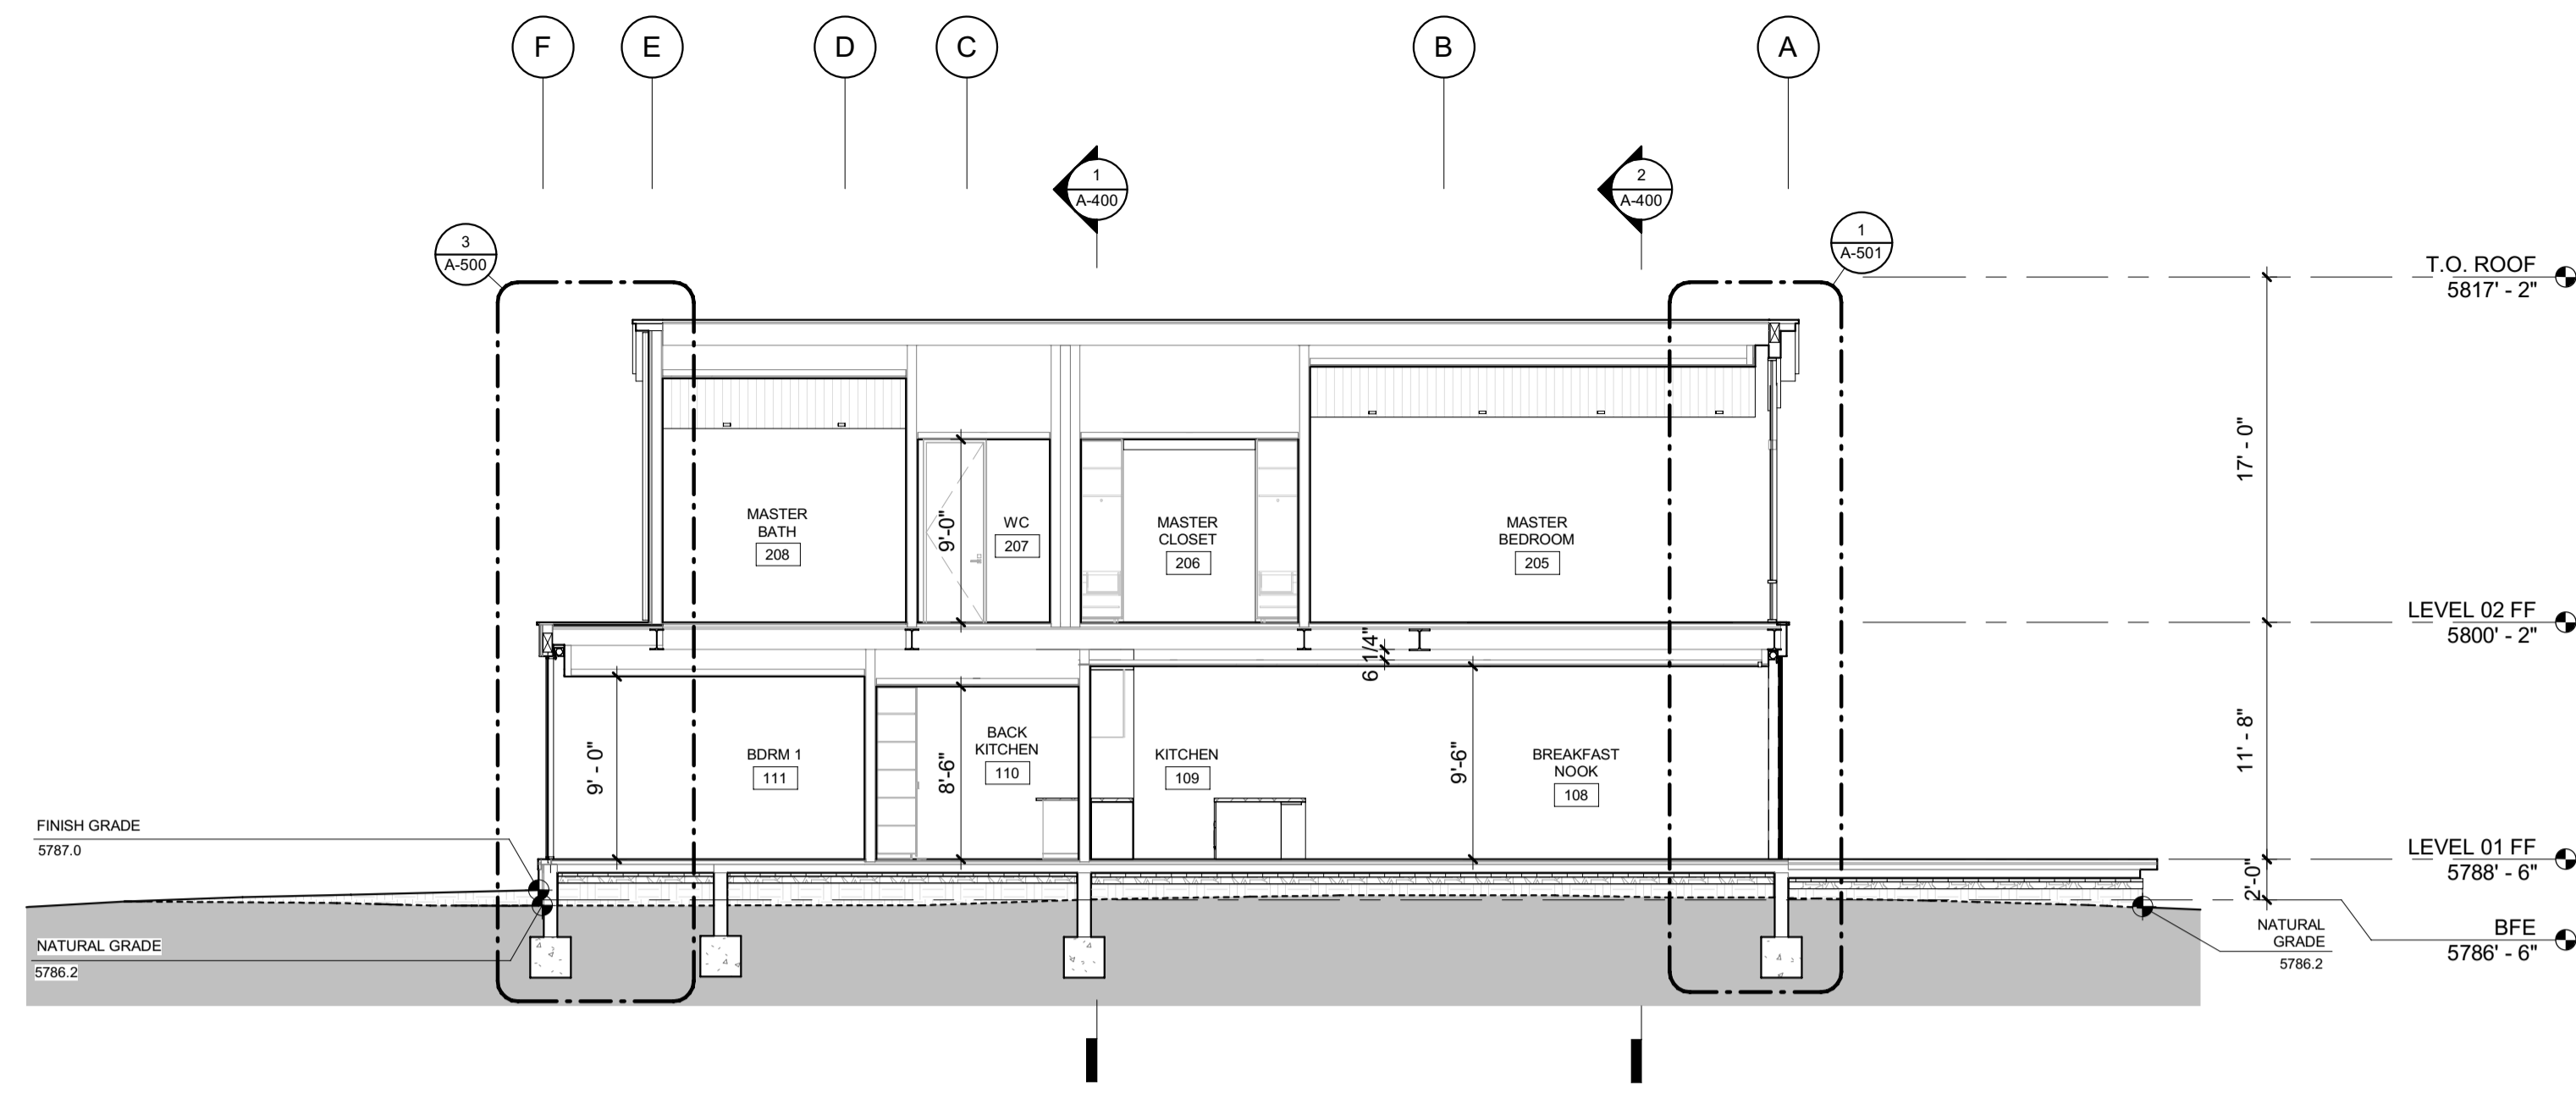 F
E
D
C
B
A
1
A-400
2
A-400
3
A-500
1
A-501
T.O. ROOF
5817' - 2"
17' - 0"
MASTER
BATH
208
9'-0"
WC
207
MASTER
CLOSET
206
MASTER
BEDROOM
205
LEVEL 02 FF
5800' - 2"
6 1/4"
9' - 0"
BDRM 1
111
8'-6"
BACK
KITCHEN
110
KITCHEN
109
9'-6"
BREAKFAST
NOOK
108
11' - 8"
FINISH GRADE
5787.0
LEVEL 01 FF
5788' - 6"
2'-0"
NATURAL GRADE
5786.2
NATURAL
GRADE
5786.2
BFE
5786' - 6"